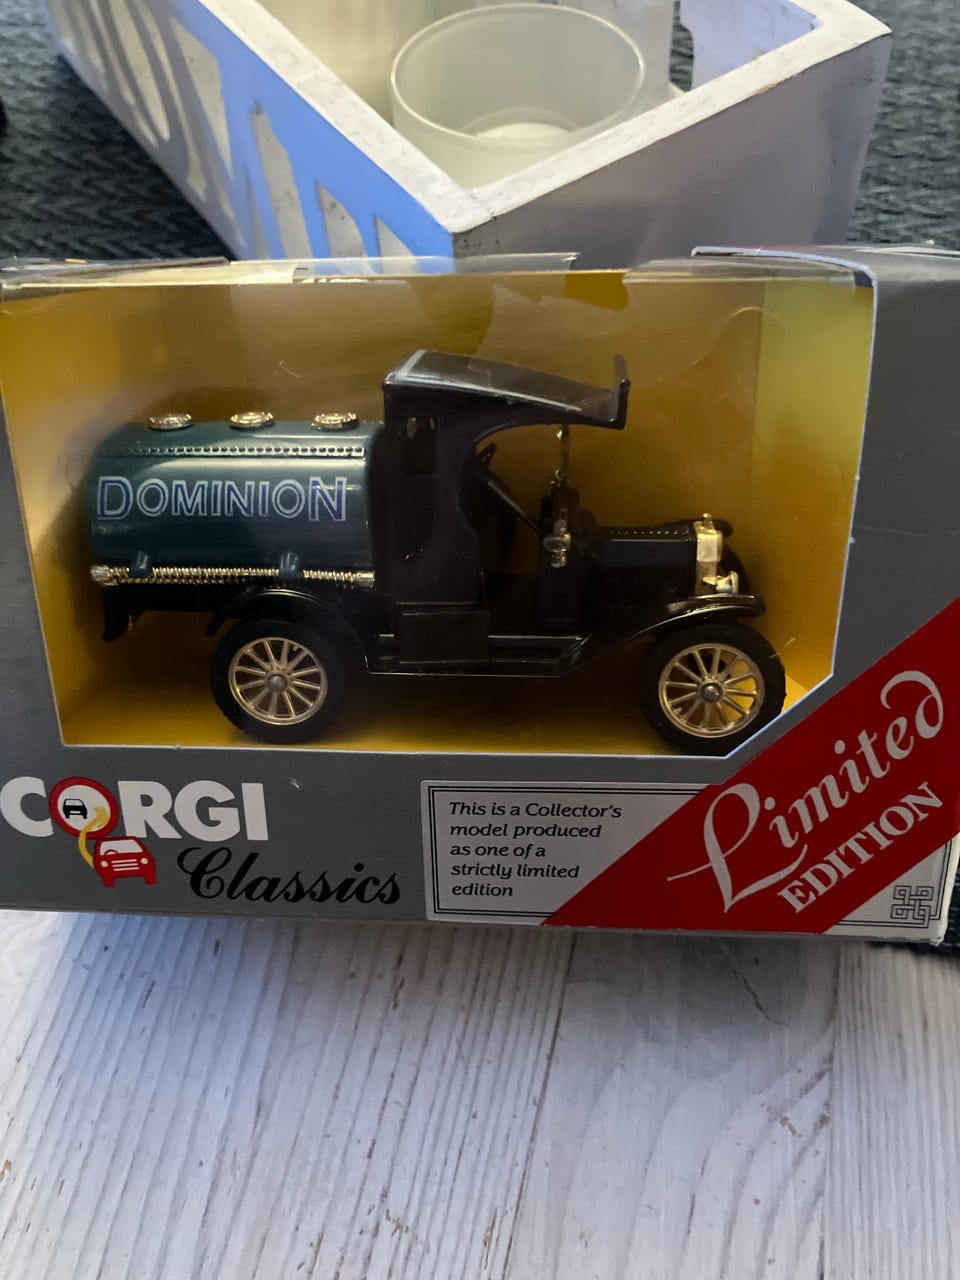 DOMINION
CORGI
Classics
This is a Collector's
model produced
as one of a
strictly limited
edition
Limited
EDITION